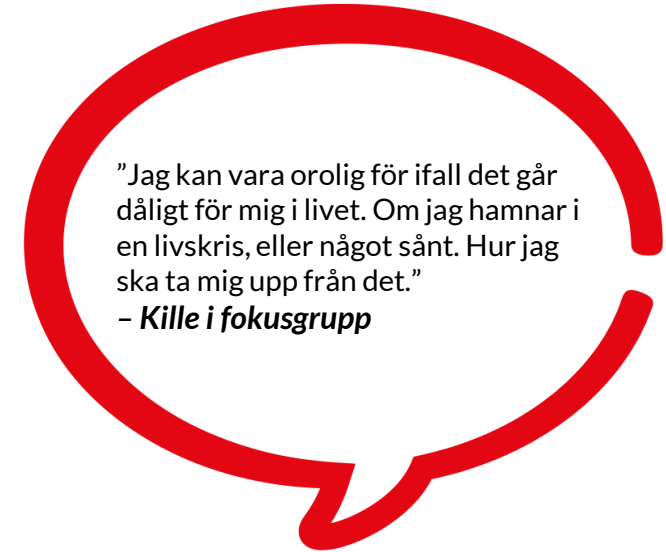 ”Jag kan vara orolig för ifall det går
dåligt för mig i livet. Om jag hamnar i
en livskris, eller något sånt. Hur jag
ska ta mig upp från det.”
– Kille i fokusgrupp